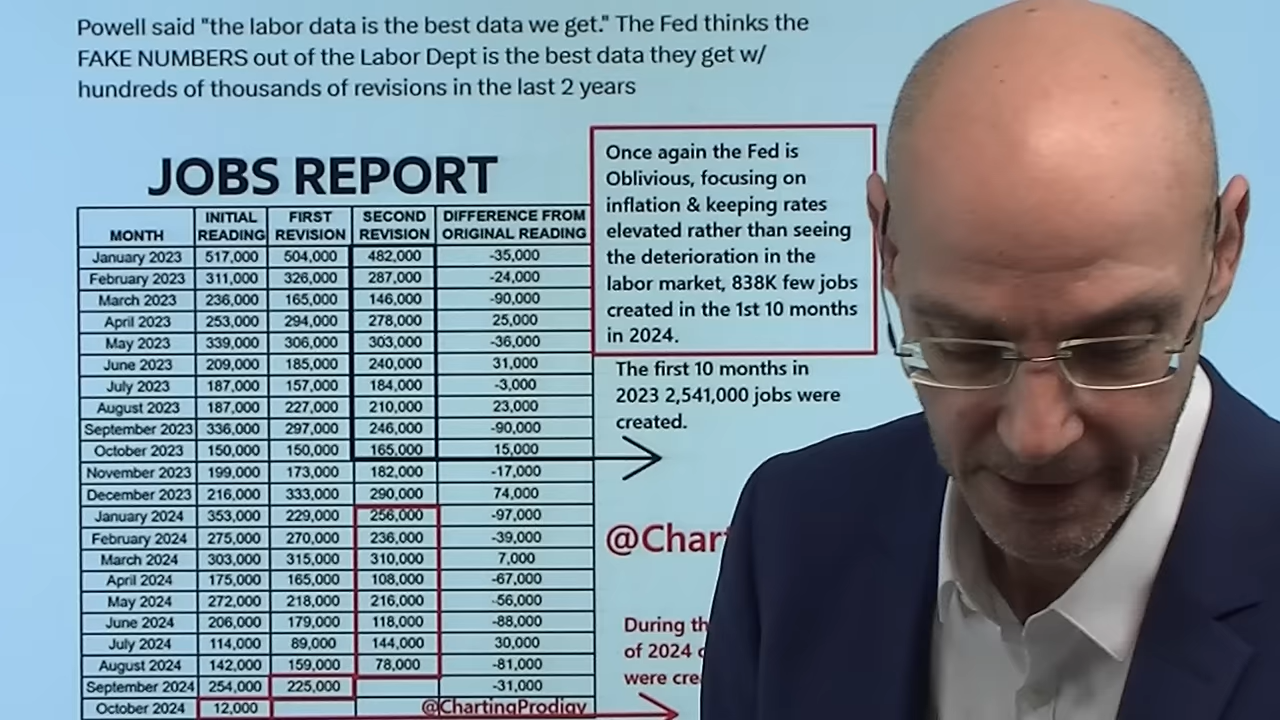 Powell said "the labor data is the best data we get." The Fed thinks the
FAKE NUMBERS out of the Labor Dept is the best data they get w/
hundreds of thousands of revisions in the last 2 years
JOBS REPORT
MONTH INITIAL READING FIRST REVISION SECOND REVISION DIFFERENCE FROM ORIGINAL READING
January 2023 517,000 504,000 482,000 -35,000
February 2023 311,000 326,000 287,000 -24,000
March 2023 236,000 165,000 146,000 -90,000
April 2023 253,000 294,000 278,000 25,000
May 2023 339,000 306,000 303,000 -36,000
June 2023 209,000 185,000 240,000 31,000
July 2023 187,000 157,000 184,000 -3,000
August 2023 187,000 227,000 210,000 23,000
September 2023 336,000 297,000 246,000 -90,000
October 2023 150,000 150,000 165,000 15,000
November 2023 199,000 173,000 182,000 -17,000
December 2023 216,000 333,000 290,000 74,000
January 2024 353,000 229,000 256,000 -97,000
February 2024 275,000 270,000 236,000 -39,000
March 2024 303,000 315,000 310,000 7,000
April 2024 175,000 165,000 108,000 -67,000
May 2024 272,000 218,000 216,000 -56,000
June 2024 206,000 179,000 118,000 -88,000
July 2024 114,000 89,000 144,000 30,000
August 2024 142,000 159,000 78,000 -81,000
September 2024 254,000 225,000 -31,000
October 2024 12,000
@ChartingProdigy
Once again the Fed is
Oblivious, focusing on
inflation & keeping rates
elevated rather than seeing
the deterioration in the
labor market, 838K few jobs
created in the 1st 10 months
in 2024.
The first 10 months in
2023 2,541,000 jobs were
created.
@Char
During th
of 2024
were cre